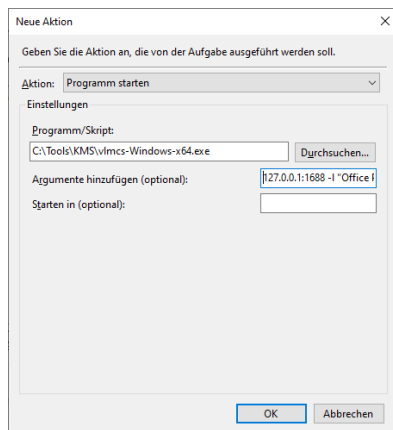 Neue Aktion
Geben Sie die Aktion an, die von der Aufgabe ausgeführt werden soll.
Aktion: Programm starten
Einstellungen
Programm/Skript:
C:\Tools\KMS\vlmcs-Windows-x64.exe Durchsuchen...
Argumente hinzufügen (optional): 127.0.0.1:1688 -l "Office
Starten in (optional):
OK Abbrechen